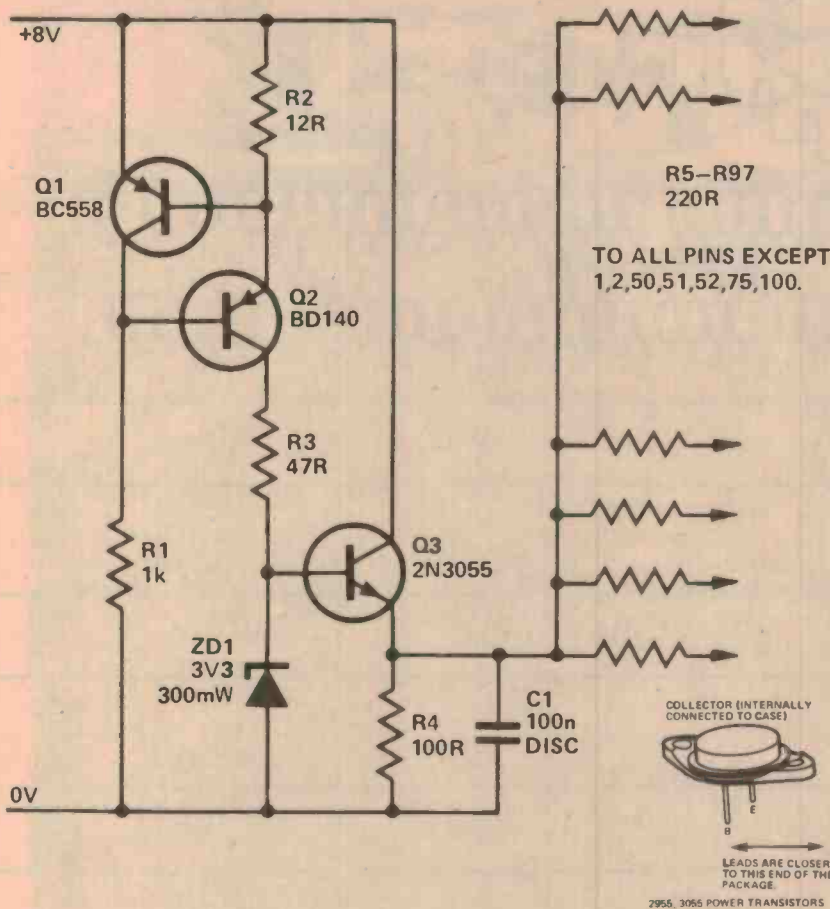 +8V
R2
12R
Q1
BC558
R5–R97
220R
TO ALL PINS EXCEPT
1,2,50,51,52,75,100.
Q2
BD140
R3
47R
R1
1k
Q3
2N3055
ZD1
3V3
300mW
R4
100R
C1
100n
DISC
0V
COLLECTOR (INTERNALLY
CONNECTED TO CASE)
B
E
LEADS ARE CLOSER
TO THIS END OF THE
PACKAGE.
2955, 3055 POWER TRANSISTORS